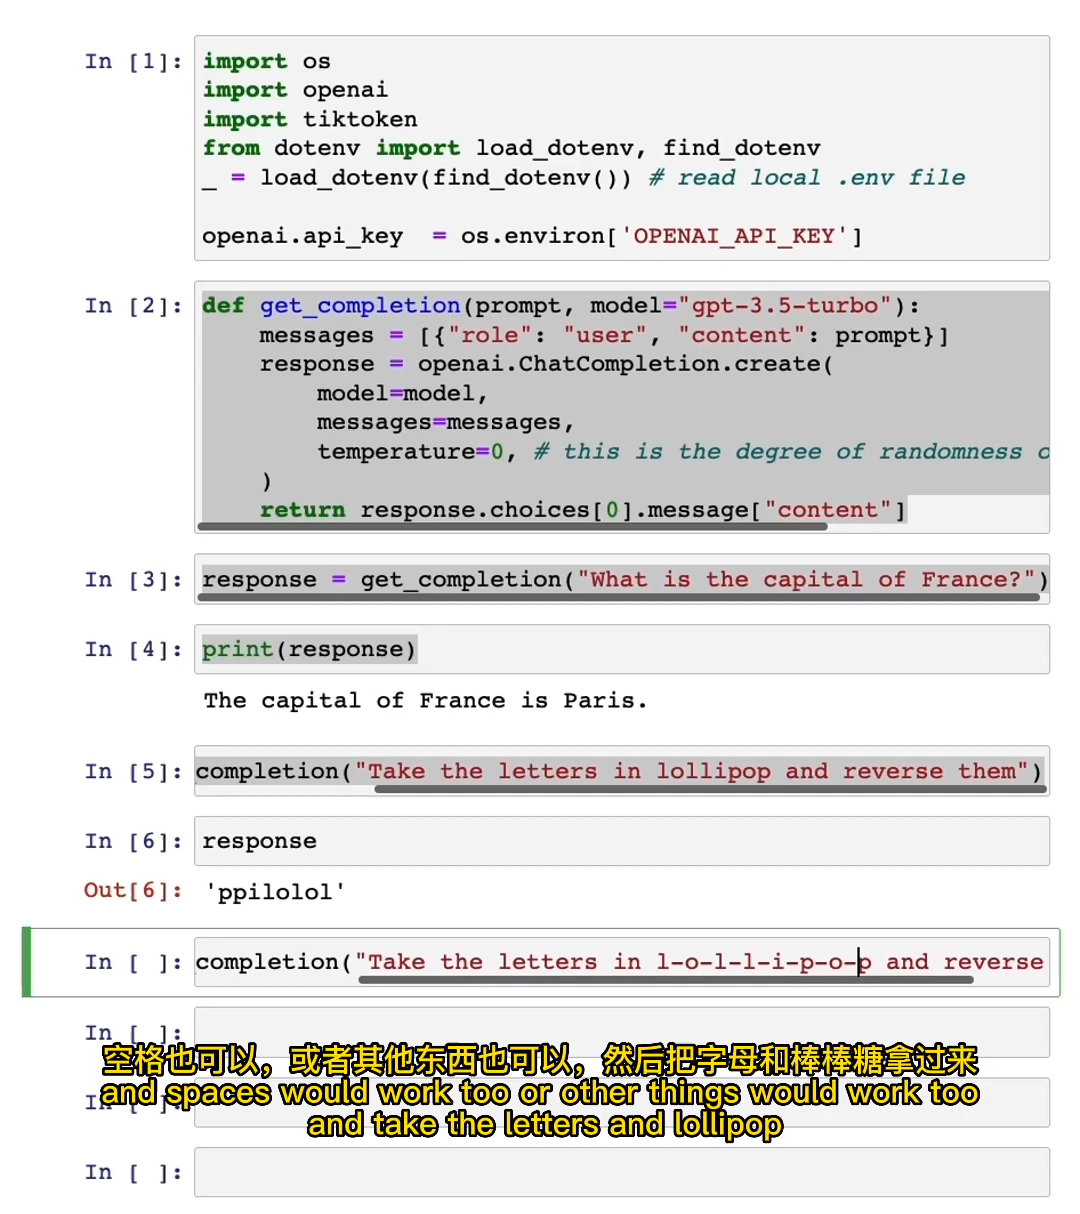 In [1]: import os
import openai
import tiktoken
from dotenv import load_dotenv, find_dotenv
_ = load_dotenv(find_dotenv()) # read local .env file
openai.api_key  = os.environ['OPENAI_API_KEY']
In [2]: def get_completion(prompt, model="gpt-3.5-turbo"):
    messages = [{"role": "user", "content": prompt}]
    response = openai.ChatCompletion.create(
        model=model,
        messages=messages,
        temperature=0, # this is the degree of randomness
    )
    return response.choices[0].message["content"]
In [3]: response = get_completion("What is the capital of France?")
In [4]: print(response)
The capital of France is Paris.
In [5]: completion("Take the letters in lollipop and reverse them")
In [6]: response
Out[6]: 'ppilolol'
In [ ]: completion("Take the letters in l-o-l-l-i-p-o-p and reverse
In [ ]:
空格也可以，或者其他东西也可以，然后把字母和棒棒糖拿过来
and spaces would work too or other things would work too
In [ ]:
and take the letters and lollipop
In [ ]: